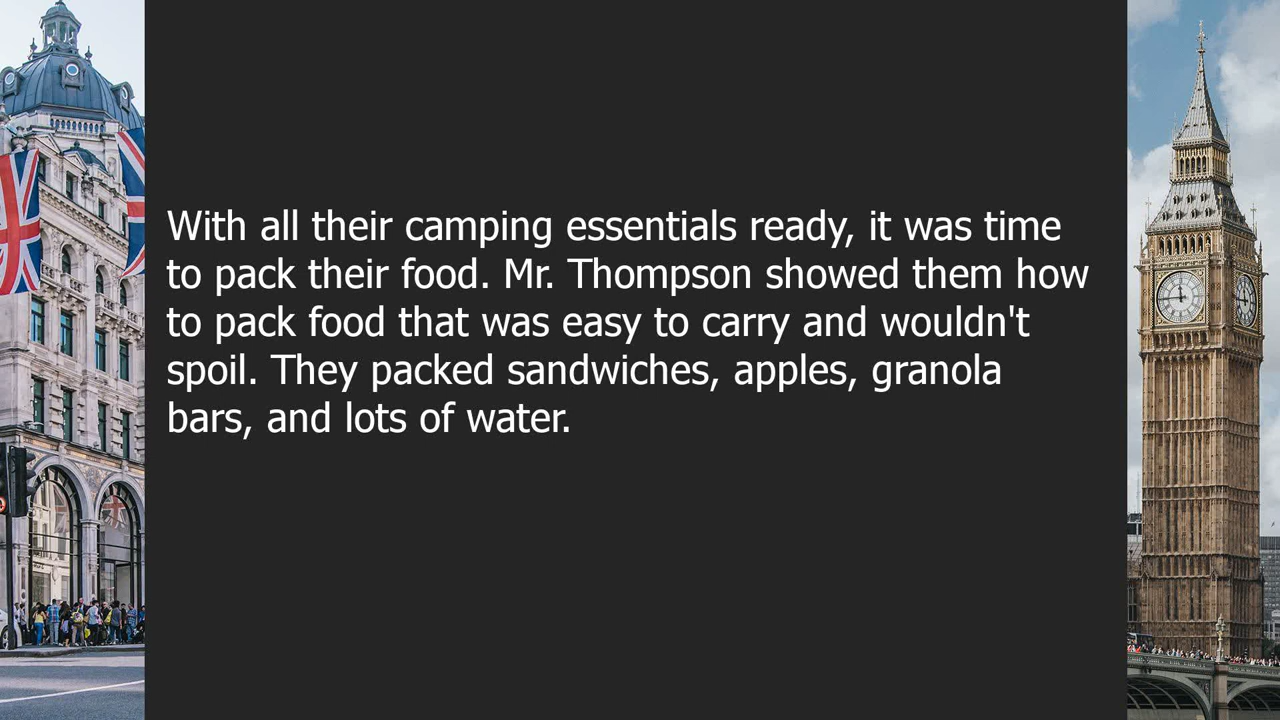 With all their camping essentials ready, it was time
to pack their food. Mr. Thompson showed them how
to pack food that was easy to carry and wouldn't
spoil. They packed sandwiches, apples, granola
bars, and lots of water.